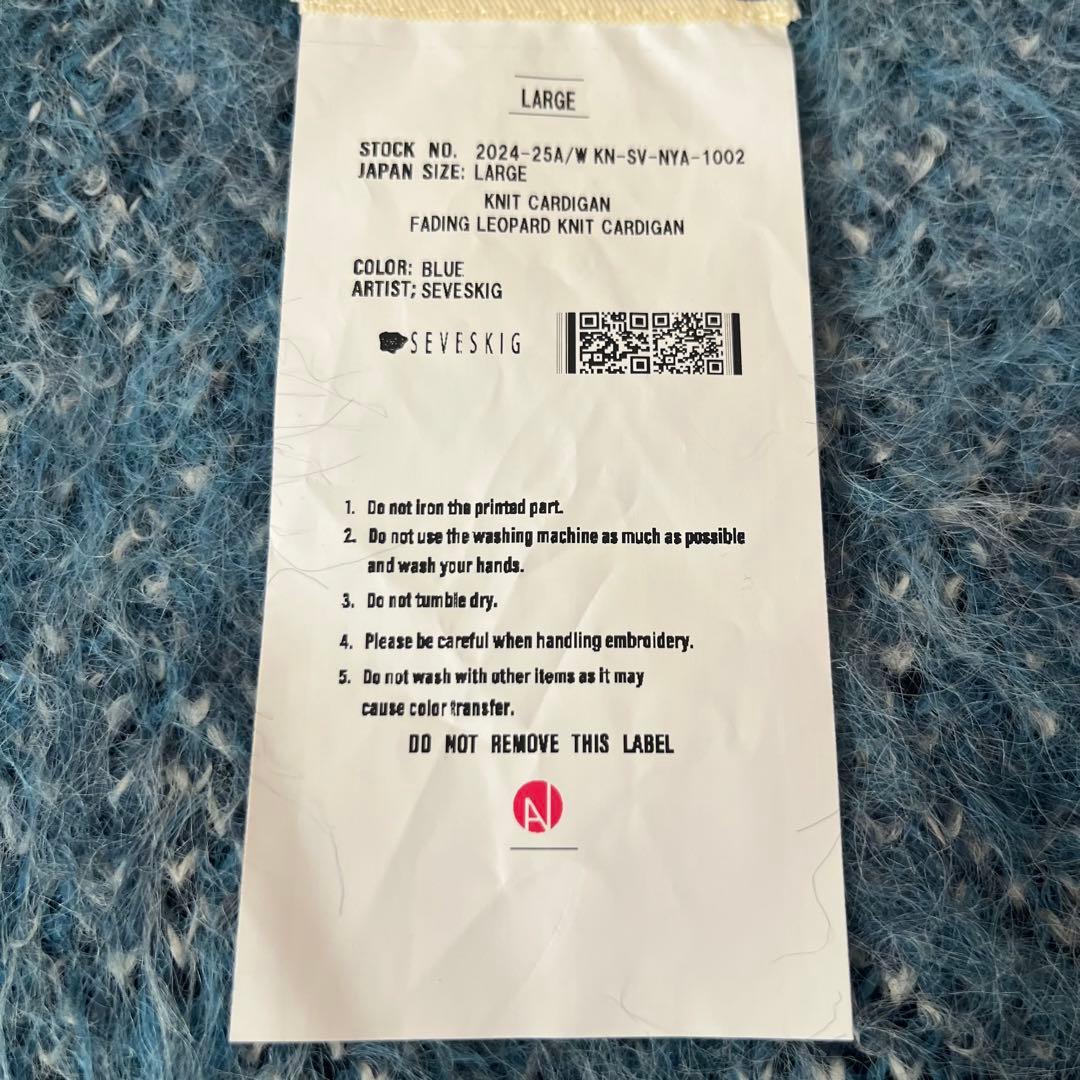 LARGE
STOCK NO. 2024-25A/W KN-SV-NYA-1002
JAPAN SIZE: LARGE
KNIT CARDIGAN
FADING LEOPARD KNIT CARDIGAN
COLOR: BLUE
ARTIST; SEVESKIG
SEVESKIG
1. Do not iron the printed part.
2. Do not use the washing machine as much as possible
and wash your hands.
3. Do not tumble dry.
4. Please be careful when handling embroidery.
5. Do not wash with other items as it may
cause color transfer.
DO NOT REMOVE THIS LABEL